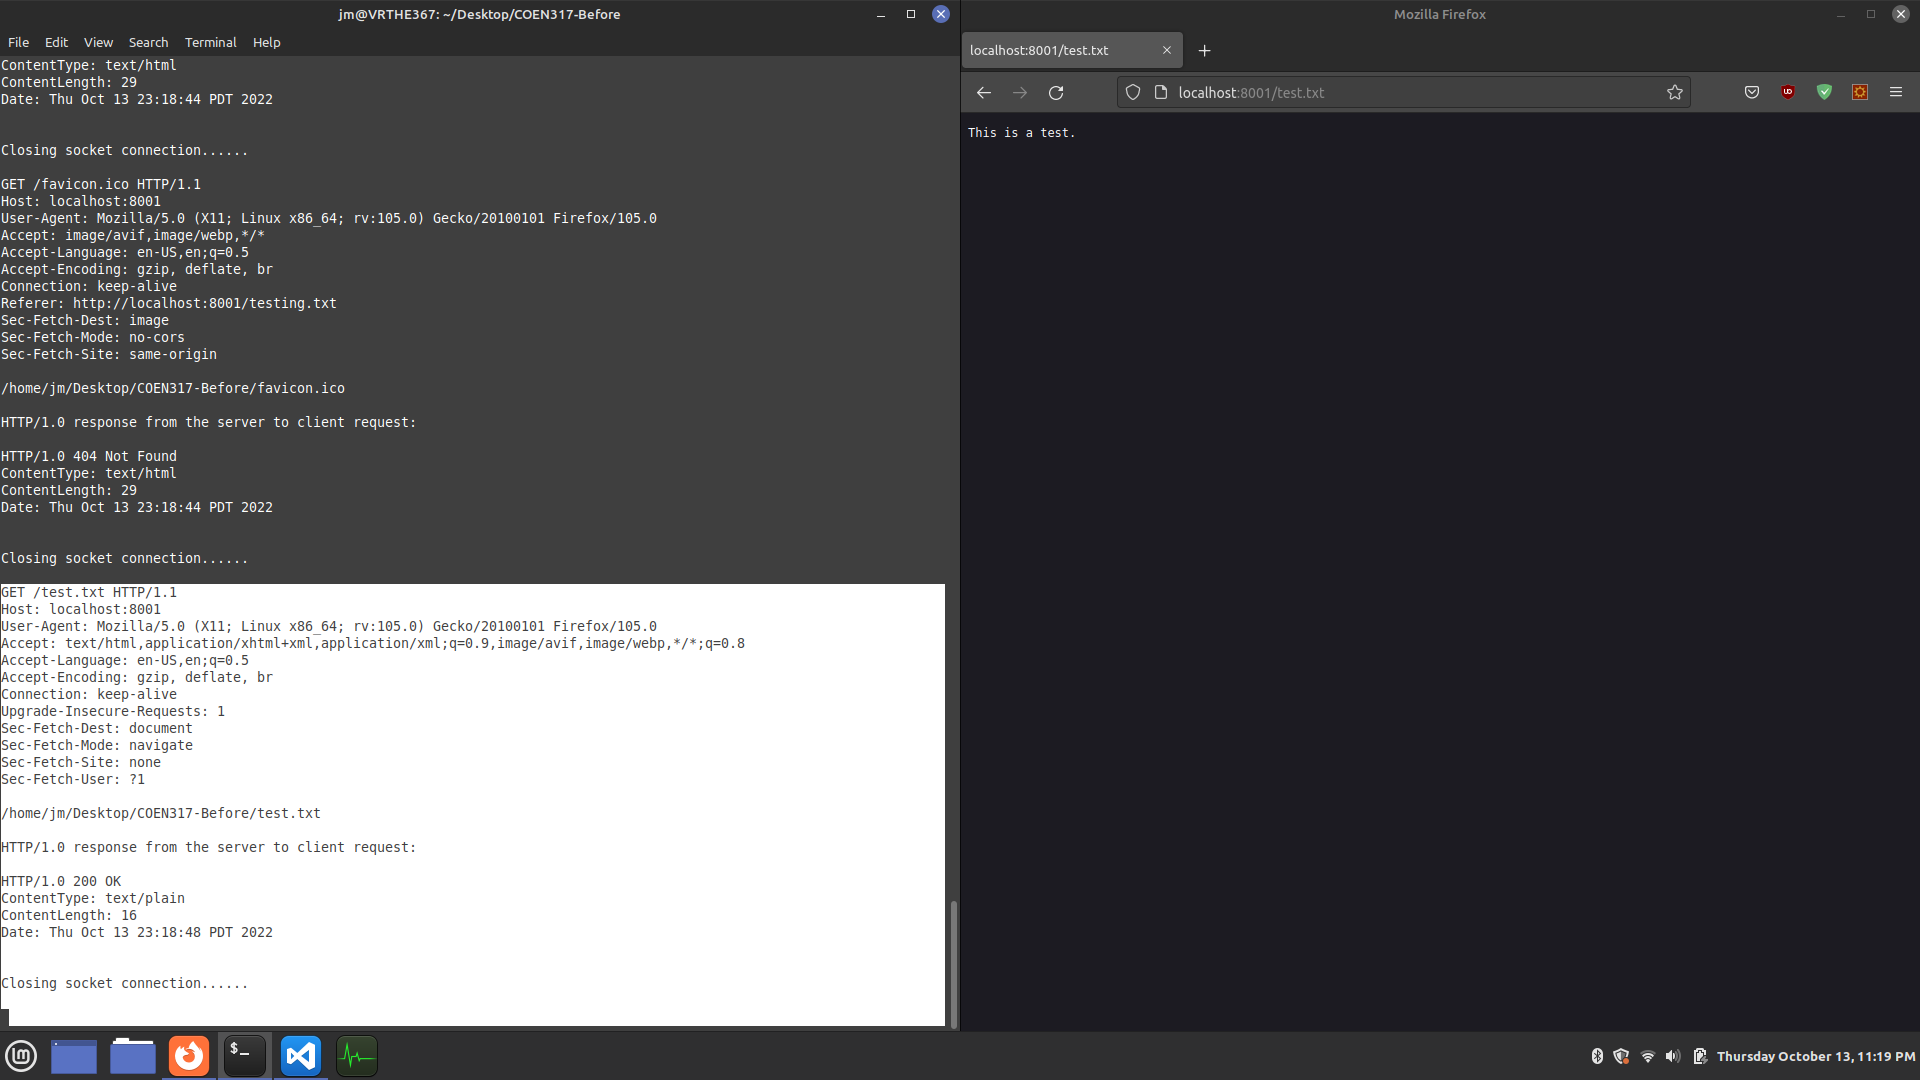 jm@VRTHE367: ~/Desktop/COEN317-Before
File Edit View Search Terminal Help
ContentType: text/html
ContentLength: 29
Date: Thu Oct 13 23:18:44 PDT 2022
Closing socket connection......
GET /favicon.ico HTTP/1.1
Host: localhost:8001
User-Agent: Mozilla/5.0 (X11; Linux x86_64; rv:105.0) Gecko/20100101 Firefox/105.0
Accept: image/avif,image/webp,*/*
Accept-Language: en-US,en;q=0.5
Accept-Encoding: gzip, deflate, br
Connection: keep-alive
Referer: http://localhost:8001/testing.txt
Sec-Fetch-Dest: image
Sec-Fetch-Mode: no-cors
Sec-Fetch-Site: same-origin
/home/jm/Desktop/COEN317-Before/favicon.ico
HTTP/1.0 response from the server to client request:
HTTP/1.0 404 Not Found
ContentType: text/html
ContentLength: 29
Date: Thu Oct 13 23:18:44 PDT 2022
Closing socket connection......
GET /test.txt HTTP/1.1
Host: localhost:8001
User-Agent: Mozilla/5.0 (X11; Linux x86_64; rv:105.0) Gecko/20100101 Firefox/105.0
Accept: text/html,application/xhtml+xml,application/xml;q=0.9,image/avif,image/webp,*/*;q=0.8
Accept-Language: en-US,en;q=0.5
Accept-Encoding: gzip, deflate, br
Connection: keep-alive
Upgrade-Insecure-Requests: 1
Sec-Fetch-Dest: document
Sec-Fetch-Mode: navigate
Sec-Fetch-Site: none
Sec-Fetch-User: ?1
/home/jm/Desktop/COEN317-Before/test.txt
HTTP/1.0 response from the server to client request:
HTTP/1.0 200 OK
ContentType: text/plain
ContentLength: 16
Date: Thu Oct 13 23:18:48 PDT 2022
Closing socket connection......
Mozilla Firefox
localhost:8001/test.txt
localhost:8001/test.txt
This is a test.
$_
Thursday October 13, 11:19 PM